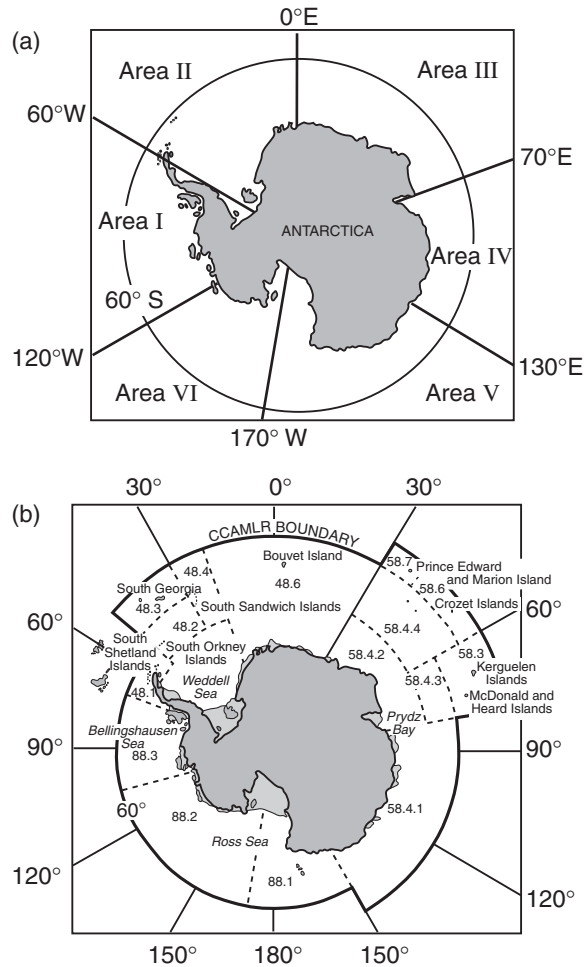 (a)
0°E
Area II
Area III
60°W
70°E
Area I
ANTARCTICA
Area IV
60° S
120°W
130°E
Area VI
Area V
170° W
(b)
30°
0°
30°
CCAMLR BOUNDARY
Bouvet Island
48.4
48.6
58.7
Prince Edward
and Marion Island
58.6
South Georgia
48.3
South Sandwich Islands
Crozet Islands
60°
48.2
58.4.4
60°
South
Shetland
Islands
South Orkney
Islands
58.4.2
58.3
Kerguelen
Islands
58.4.3
Weddell
Sea
48.1
McDonald and
Heard Islands
Prydz
Bay
Bellingshausen
Sea
90°
88.3
90°
60°
88.2
58.4.1
Ross Sea
88.1
120°
120°
150°
180°
150°